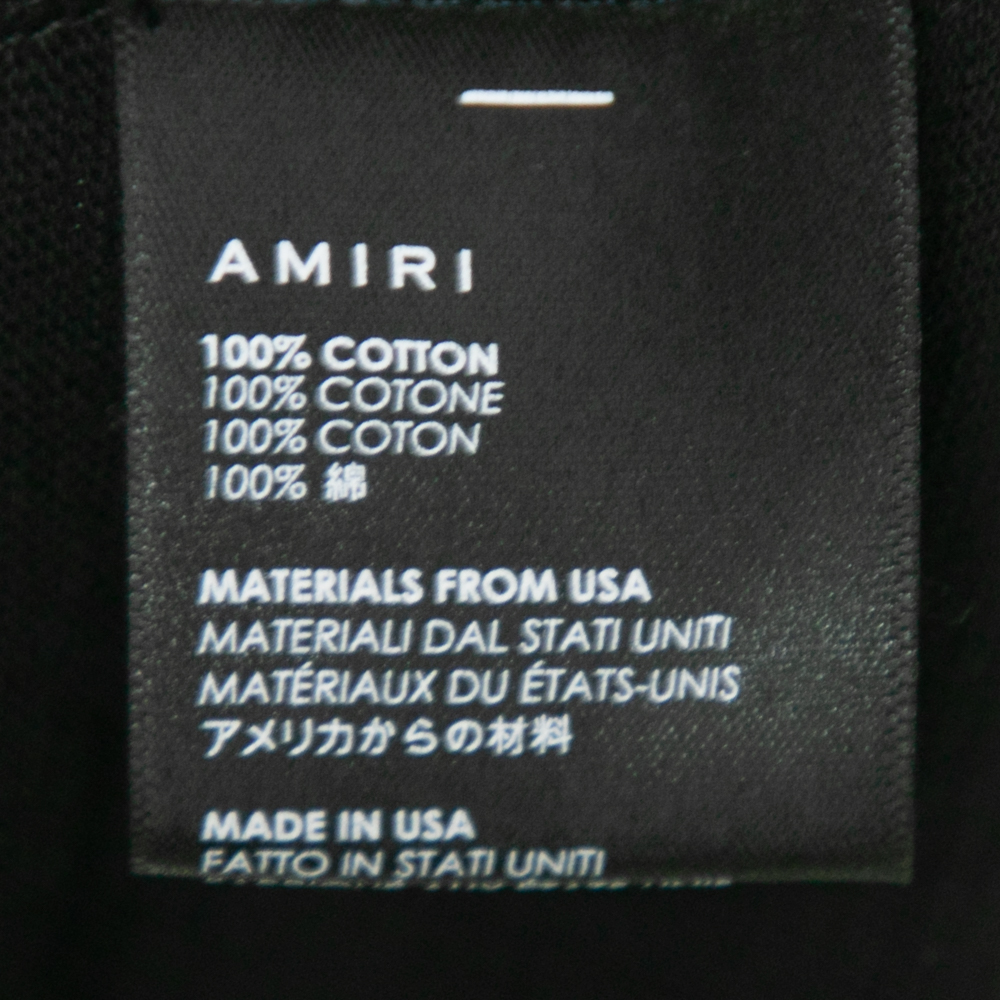 AMIRI
100% COTTON
100% COTONE
100% COTON
100% 綿
MATERIALS FROM USA
MATERIALI DAL STATI UNITI
MATÉRIAUX DU ÉTATS-UNIS
アメリカからの材料
MADE IN USA
FATTO IN STATI UNITI